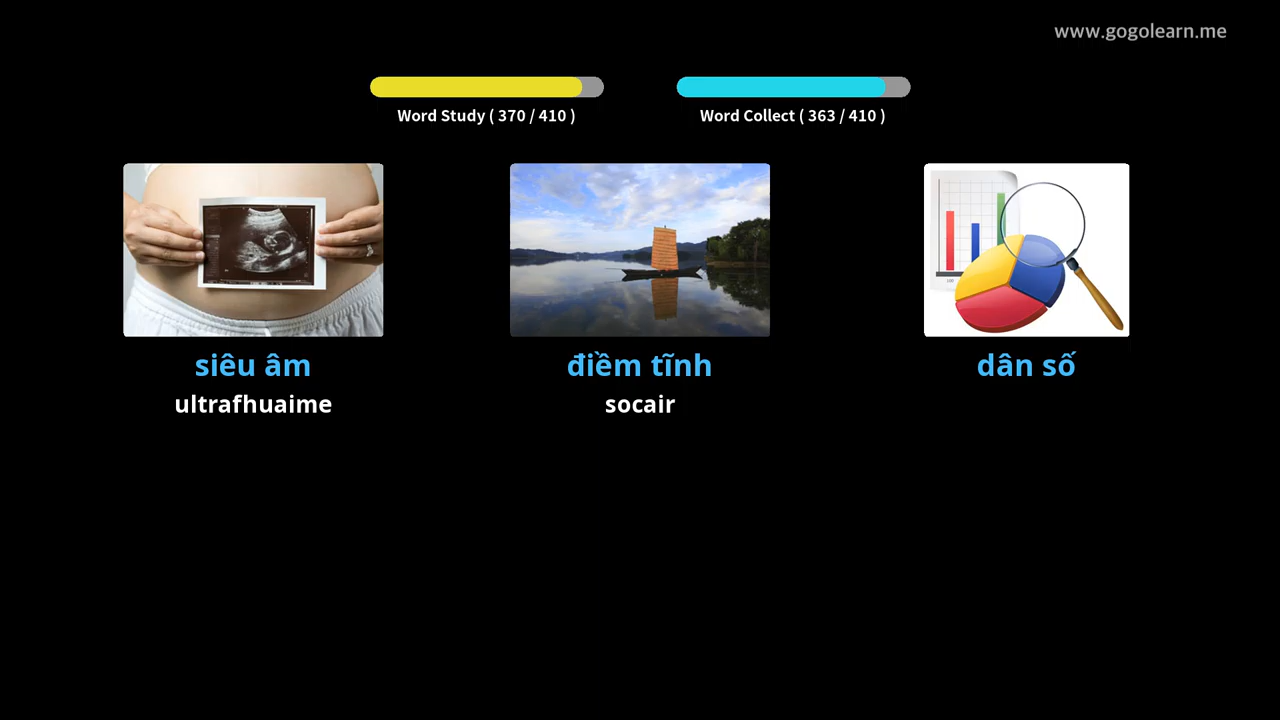 www.gogolearn.me
Word Study ( 370 / 410 )
Word Collect ( 363 / 410 )
siêu âm
ultrafhuaime
điềm tĩnh
socair
dân số